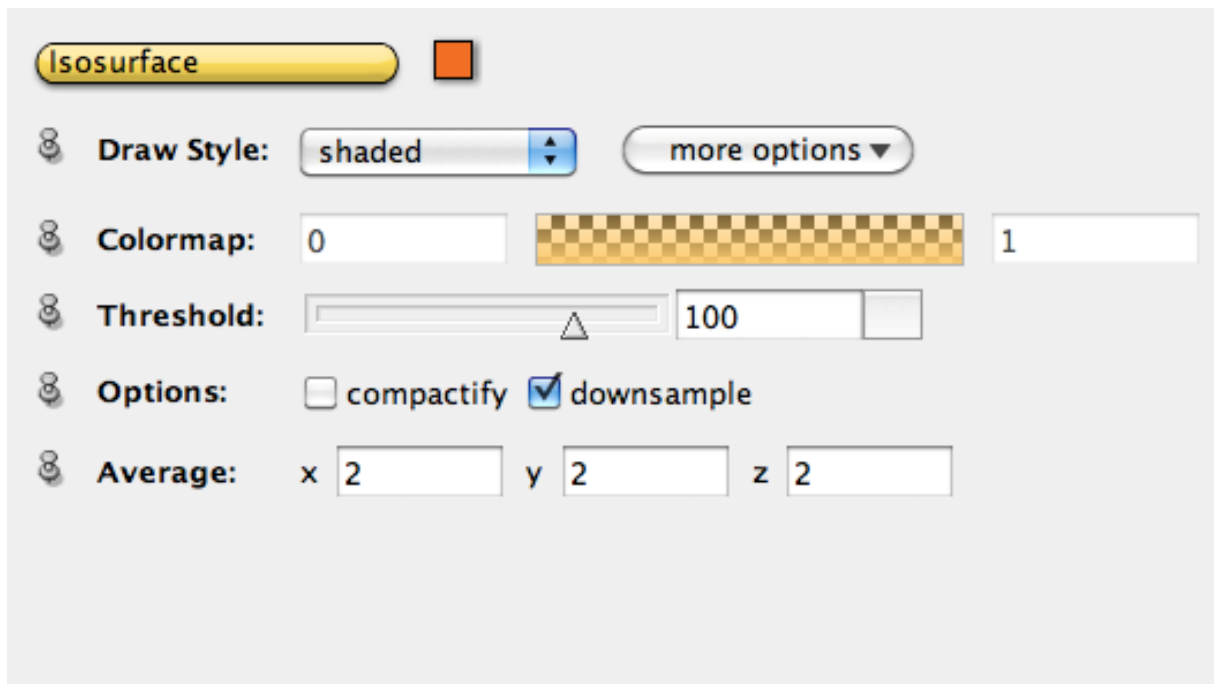 Isosurface
Draw Style: shaded more options
Colormap: 0 1
Threshold: 100
Options: compactify downsample
Average: x 2 y 2 z 2